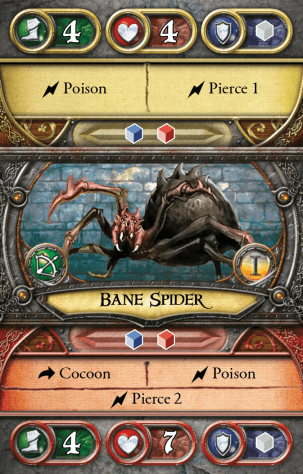 4 4
Poison Pierce 1
BANE SPIDER
I
Cocoon Poison
Pierce 2
4 7